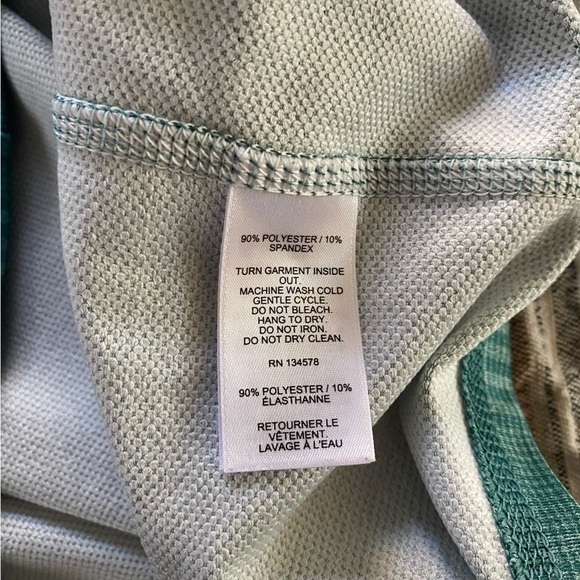 90% POLYESTER / 10%
SPANDEX
TURN GARMENT INSIDE
OUT.
MACHINE WASH COLD
GENTLE CYCLE.
DO NOT BLEACH.
HANG TO DRY.
DO NOT IRON.
DO NOT DRY CLEAN.
RN 134578
90% POLYESTER / 10%
ÉLASTHANNE
RETOURNER LE
VÊTEMENT.
LAVAGE À L'EAU